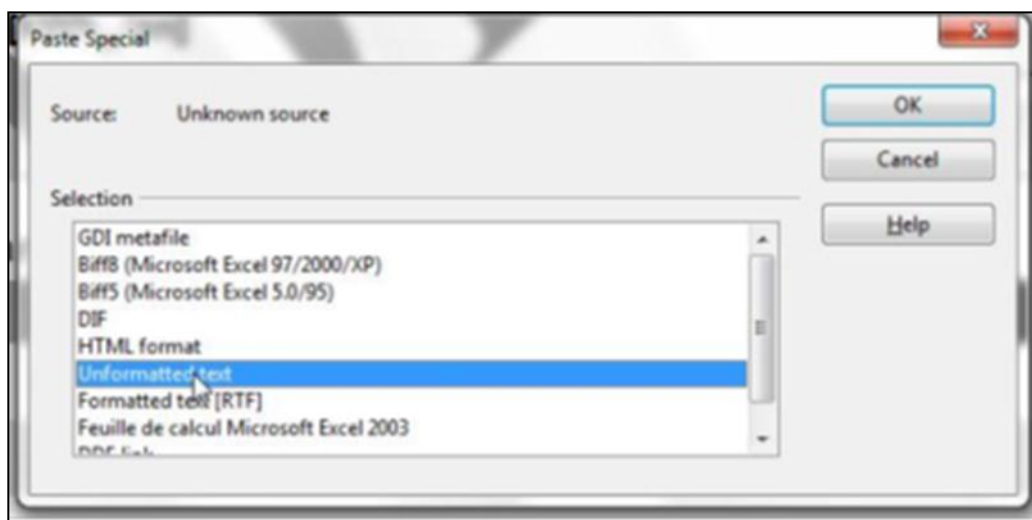 Paste Special
Source: Unknown source
OK
Cancel
Help
Selection
GDI metafile
Biff8 (Microsoft Excel 97/2000/XP)
Biff5 (Microsoft Excel 5.0/95)
DIF
HTML format
Unformatted text
Formatted text [RTF]
Feuille de calcul Microsoft Excel 2003